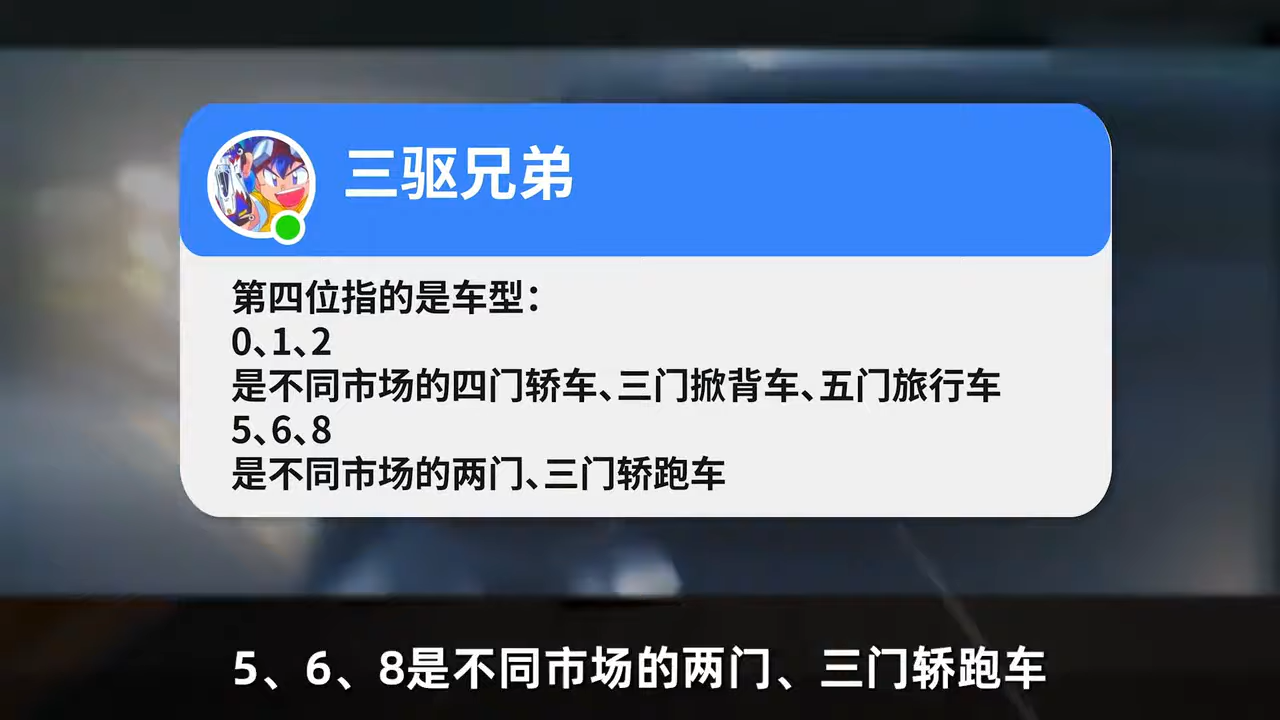 三驱兄弟
第四位指的是车型：
0、1、2
是不同市场的四门轿车、三门掀背车、五门旅行车
5、6、8
是不同市场的两门、三门轿跑车
5、6、8是不同市场的两门、三门轿跑车